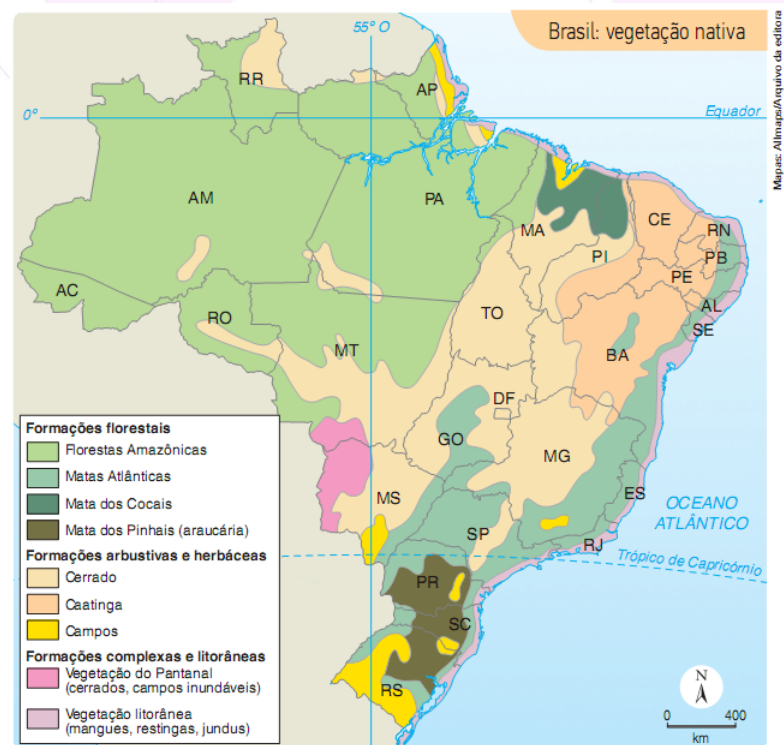 Brasil: vegetação nativa
Mapas: Allmaps/Arquivo da editora
55° O
RR
AP
0°
Equador
AM
PA
MA
CE
RN
PI
PB
PE
AC
AL
TO
SE
RO
BA
MT
DF
GO
MG
MS
ES
OCEANO
ATLÂNTICO
SP
RJ
Trópico de Capricórnio
PR
SC
RS
Formações florestais
Florestas Amazônicas
Matas Atlânticas
Mata dos Cocais
Mata dos Pinhais (araucária)
Formações arbustivas e herbáceas
Cerrado
Caatinga
Campos
Formações complexas e litorâneas
Vegetação do Pantanal
(cerrados, campos inundáveis)
Vegetação litorânea
(mangues, restingas, jundus)
N
0 400
km